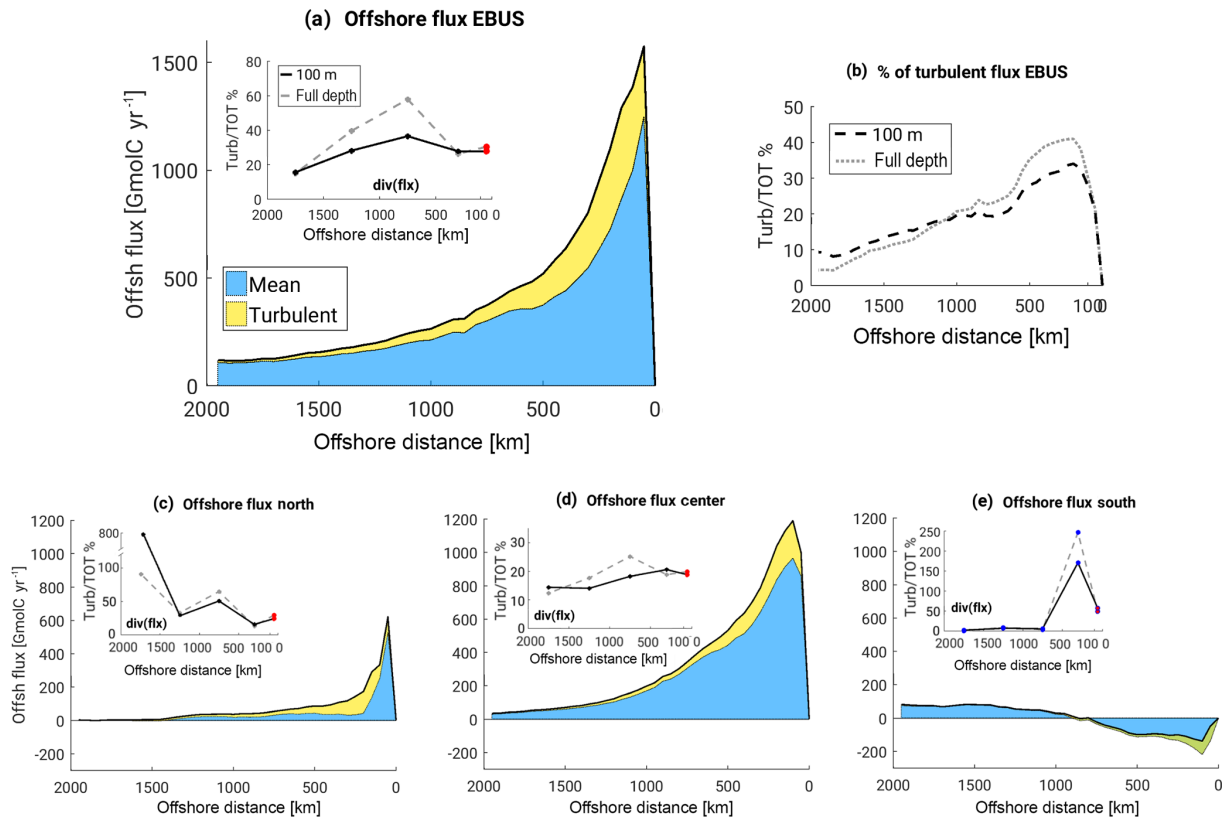 (a) Offshore flux EBUS
Offsh flux [GmolC yr-1]
1500
1000
500
0
2000 1500 1000 500 0
Offshore distance [km]
Mean
Turbulent
Turb/TOT %
80
60
40
20
0
100 m
Full depth
div(flx)
2000 1500 1000 500 100 0
Offshore distance [km]
(b) % of turbulent flux EBUS
Turb/TOT %
50
40
30
20
10
0
100 m
Full depth
2000 1500 1000 500 100 0
Offshore distance [km]
(c) Offshore flux north
Offsh flux [GmolC yr-1]
1200
1000
800
600
400
200
0
-200
2000 1500 1000 500 0
Offshore distance [km]
Turb/TOT %
800
100
50
0
div(flx)
2000 1500 1000 500 100 0
Offshore distance [km]
(d) Offshore flux center
1200
1000
800
600
400
200
0
-200
2000 1500 1000 500 0
Offshore distance [km]
Turb/TOT %
30
20
10
0
div(flx)
2000 1500 1000 500 100 0
Offshore distance [km]
(e) Offshore flux south
1200
1000
800
600
400
200
0
-200
2000 1500 1000 500 0
Offshore distance [km]
Turb/TOT %
250
200
150
100
50
0
div(flx)
2000 1500 1000 500 100 0
Offshore distance [km]